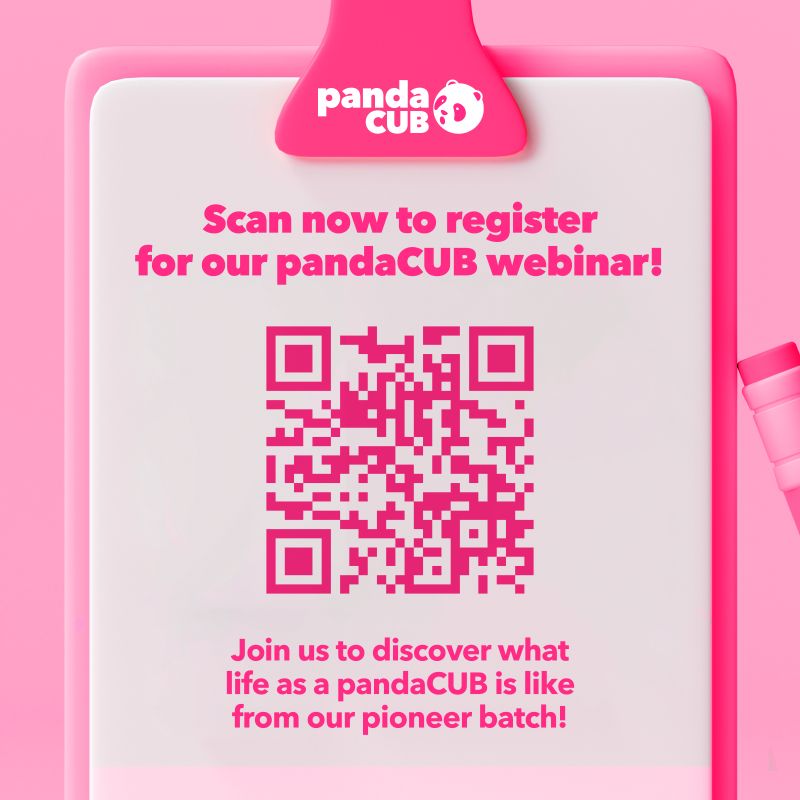 panda
CUB
Scan now to register
for our pandaCUB webinar!
Join us to discover what
life as a pandaCUB is like
from our pioneer batch!